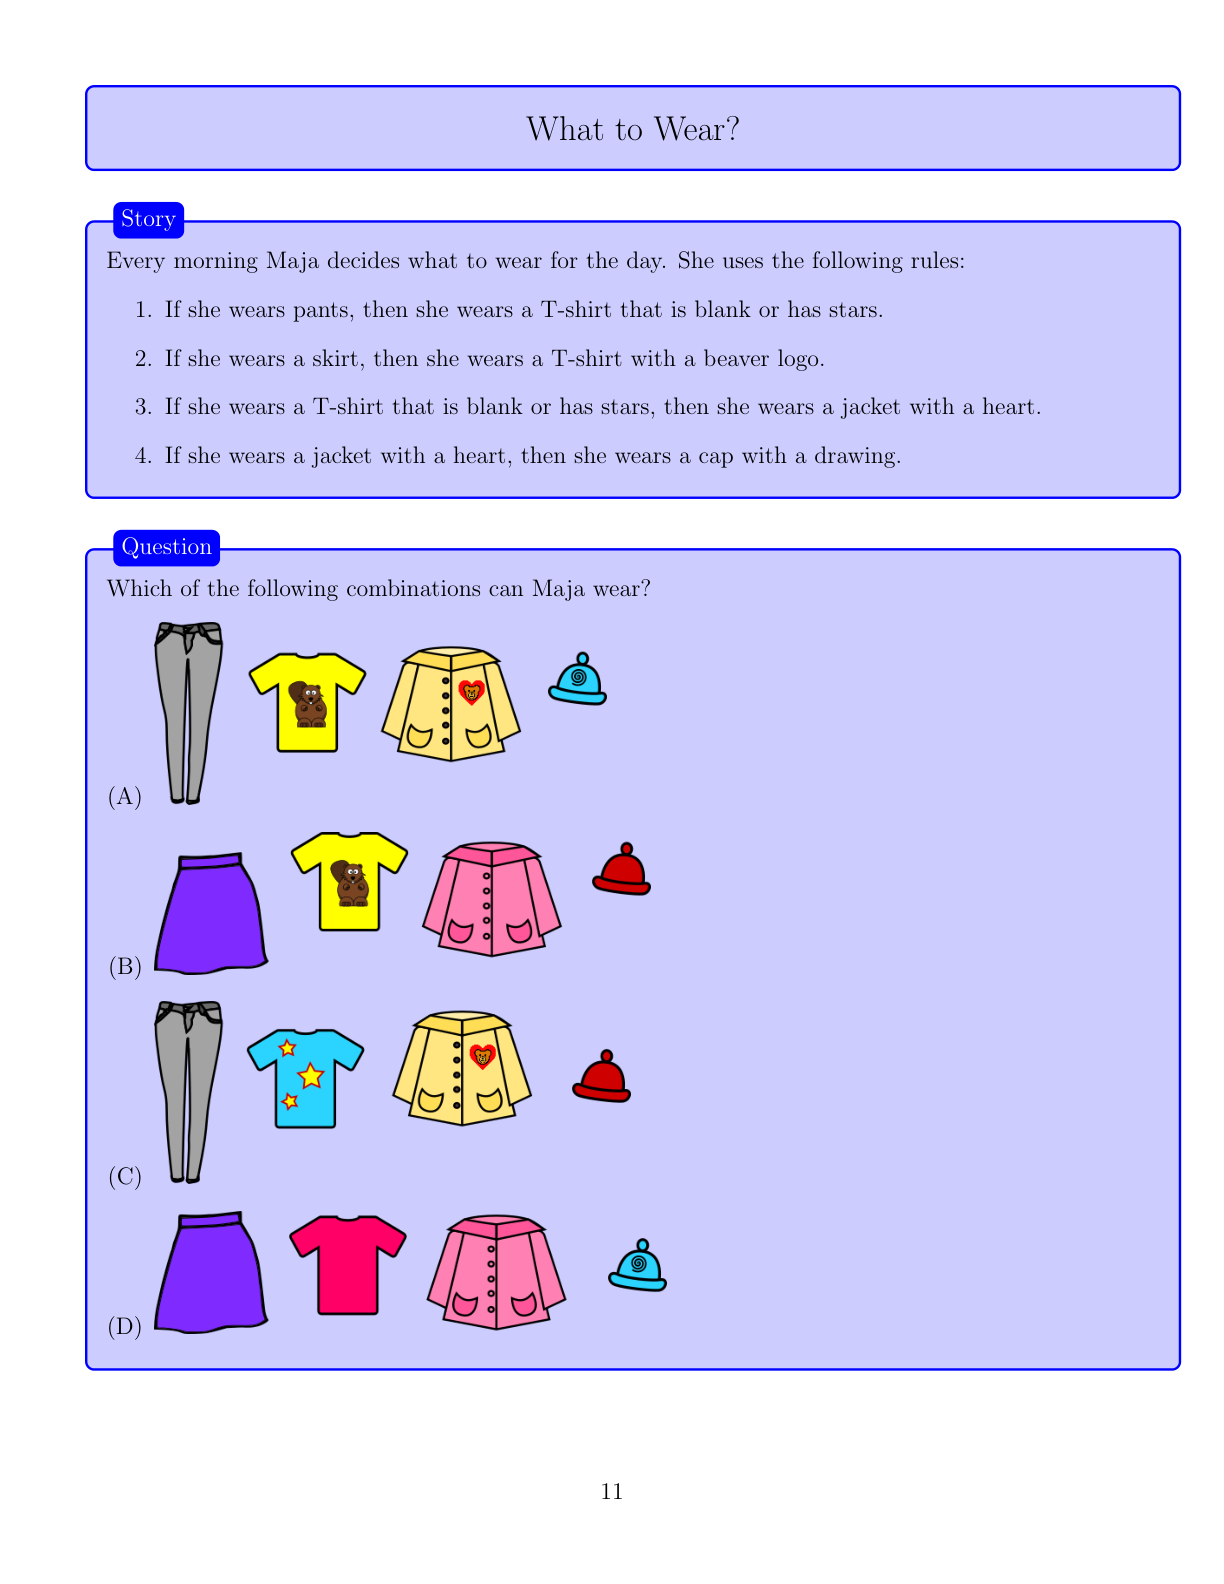 What to Wear?
Story
Every morning Maja decides what to wear for the day. She uses the following rules:
1. If she wears pants, then she wears a T-shirt that is blank or has stars.
2. If she wears a skirt, then she wears a T-shirt with a beaver logo.
3. If she wears a T-shirt that is blank or has stars, then she wears a jacket with a heart.
4. If she wears a jacket with a heart, then she wears a cap with a drawing.
Question
Which of the following combinations can Maja wear?
(A)
(B)
(C)
(D)
11